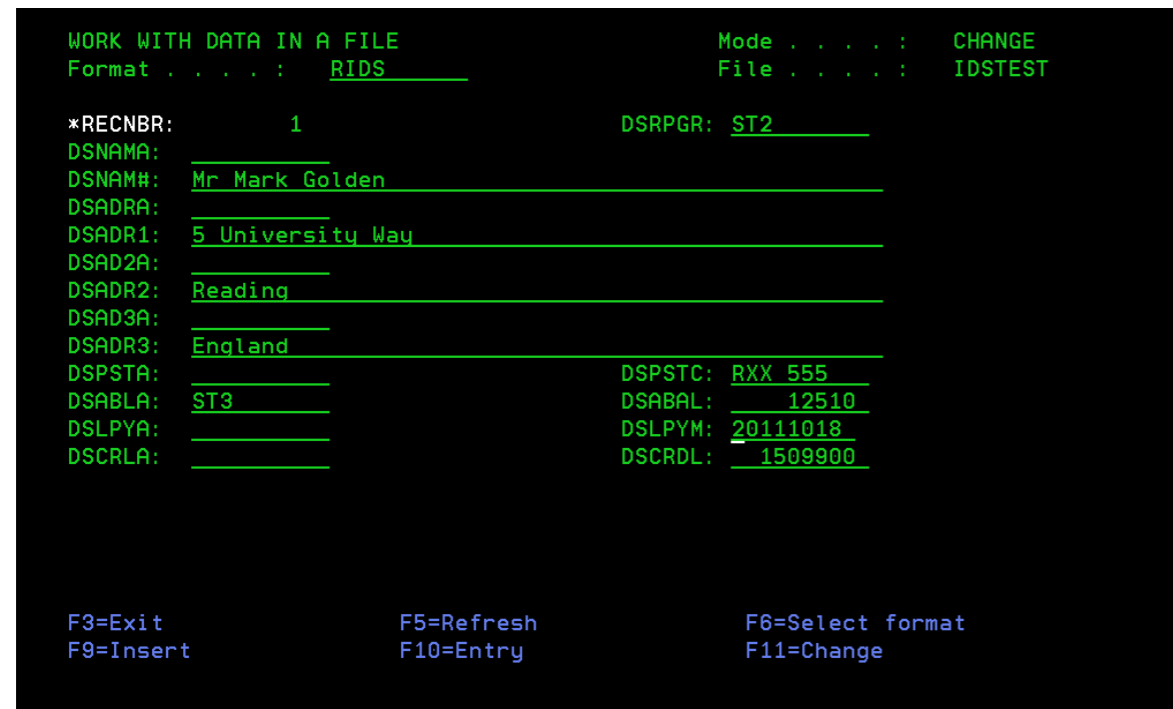 WORK WITH DATA IN A FILE Mode . . . . : CHANGE
Format . . . . : RIDS File . . . . : IDSTEST
*RECNBR: 1 DSRPGR: ST2
DSNAMA:
DSNAM#: Mr Mark Golden
DSADRA:
DSADR1: 5 University Way
DSAD2A:
DSADR2: Reading
DSAD3A:
DSADR3: England
DSPSTA: DSPSTC: RXX 555
DSABLA: ST3 DSABAL: 12510
DSLPYA: DSLPYM: 20111018
DSCRLA: DSCRDL: 1509900
F3=Exit F5=Refresh F6=Select format
F9=Insert F10=Entry F11=Change